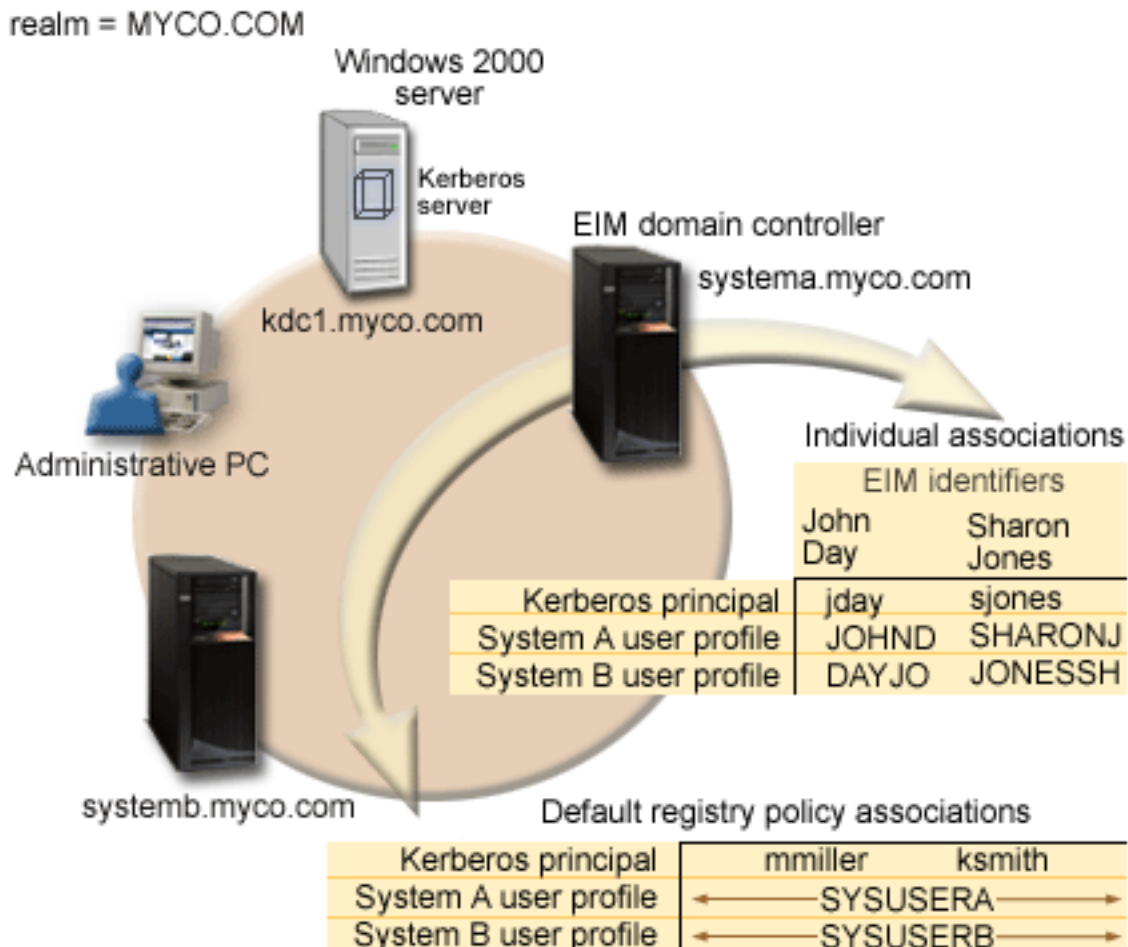 realm = MYCO.COM
Windows 2000
server
Kerberos
server
kdc1.myco.com
EIM domain controller
systema.myco.com
Administrative PC
Individual associations
EIM identifiers
John Sharon
Day Jones
Kerberos principal jday sjones
System A user profile JOHND SHARONJ
System B user profile DAYJO JONESSH
systemb.myco.com
Default registry policy associations
Kerberos principal mmiller ksmith
System A user profile SYSUSERA
System B user profile SYSUSERB